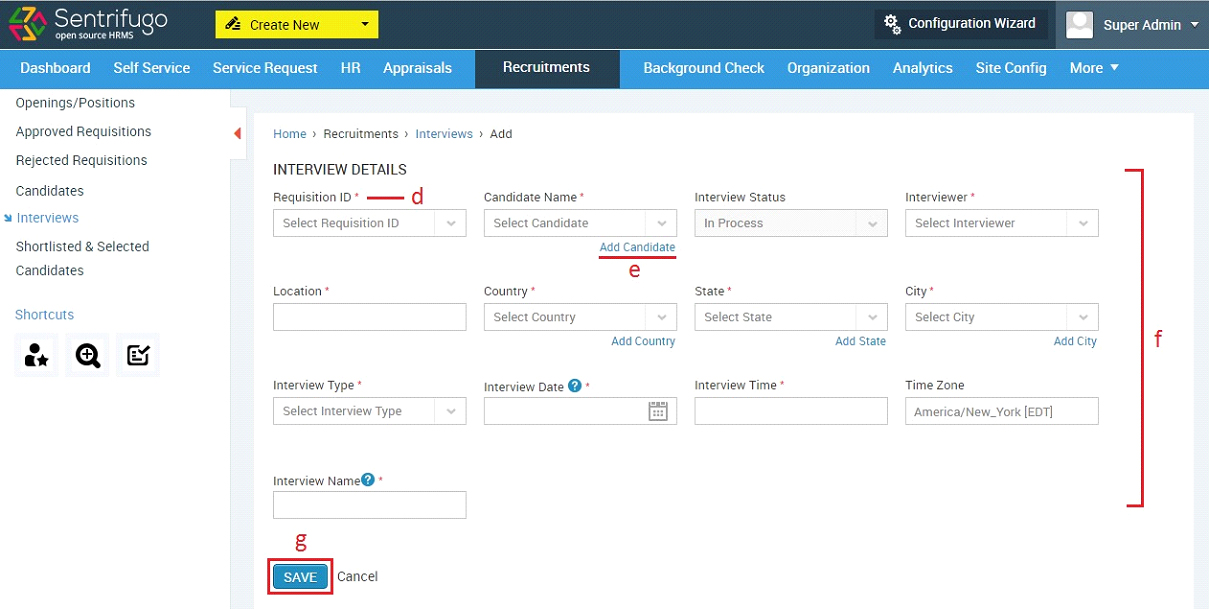 Sentrifugo
open source HRMS
Create New
Configuration Wizard
Super Admin
Dashboard Self Service Service Request HR Appraisals Recruitments Background Check Organization Analytics Site Config More
Openings/Positions
Approved Requisitions
Rejected Requisitions
Candidates
Interviews
Shortlisted & Selected
Candidates
Shortcuts
Home › Recruitments › Interviews › Add
INTERVIEW DETAILS
Requisition ID * d Candidate Name * Interview Status Interviewer *
Select Requisition ID Select Candidate In Process Select Interviewer
Add Candidate
e
Location * Country * State * City *
Select Country Select State Select City
Add Country Add State Add City
f
Interview Type * Interview Date ? * Interview Time * Time Zone
Select Interview Type America/New_York [EDT]
Interview Name ? *
g
SAVE Cancel